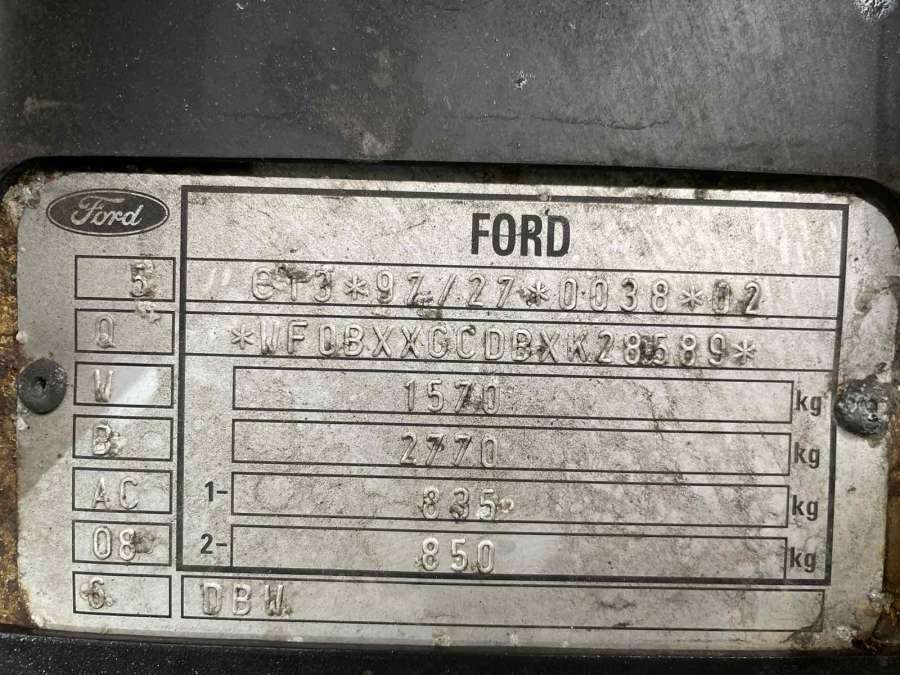 Ford
FORD
5
e13*97/27*0038*02
Q
*WF0BXXGCDBXK28589*
W
1570 kg
B
2770 kg
AC
1- 835 kg
08
2- 850 kg
6
DBW